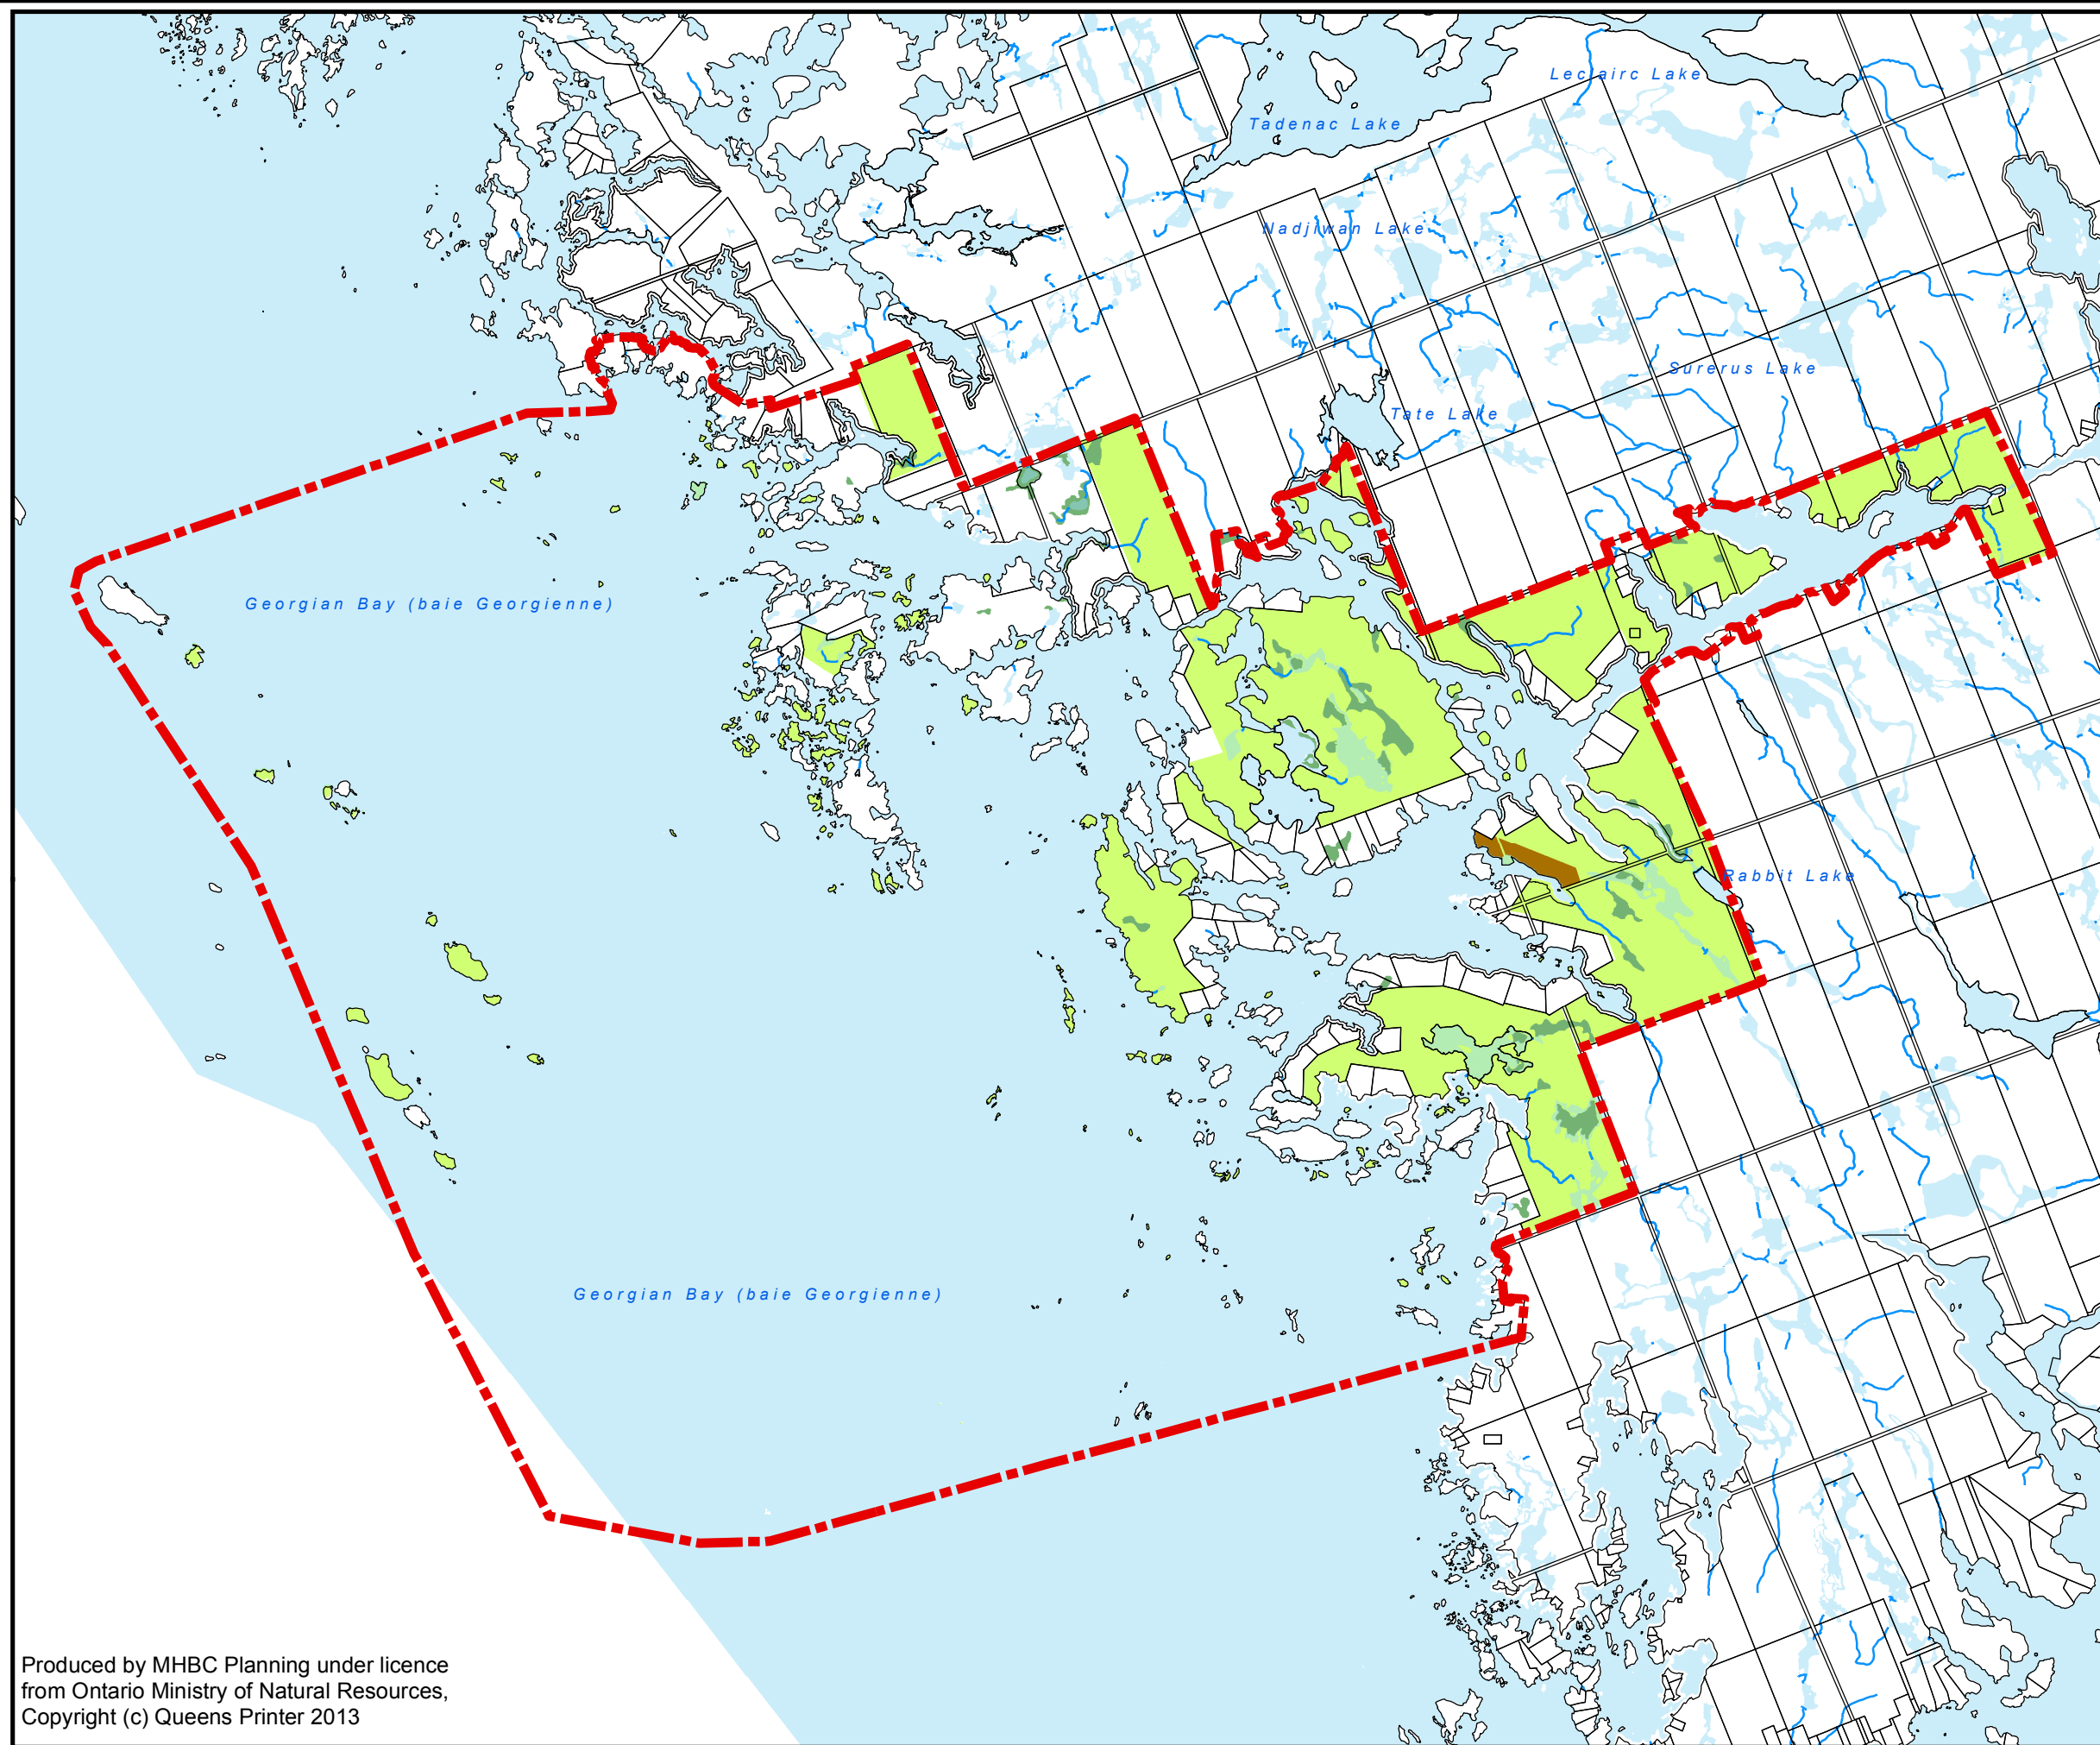 Leclairc Lake
Tadenac Lake
Nadjiwan Lake
Surerus Lake
Tate Lake
Georgian Bay (baie Georgienne)
Rabbit Lake
Georgian Bay (baie Georgienne)
Produced by MHBC Planning under licence
from Ontario Ministry of Natural Resources,
Copyright (c) Queens Printer 2013